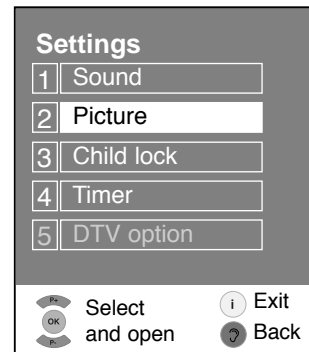 Settings
1 Sound
2 Picture
3 Child lock
4 Timer
5 DTV option
P+
OK
P-
Select
and open
i Exit
Back